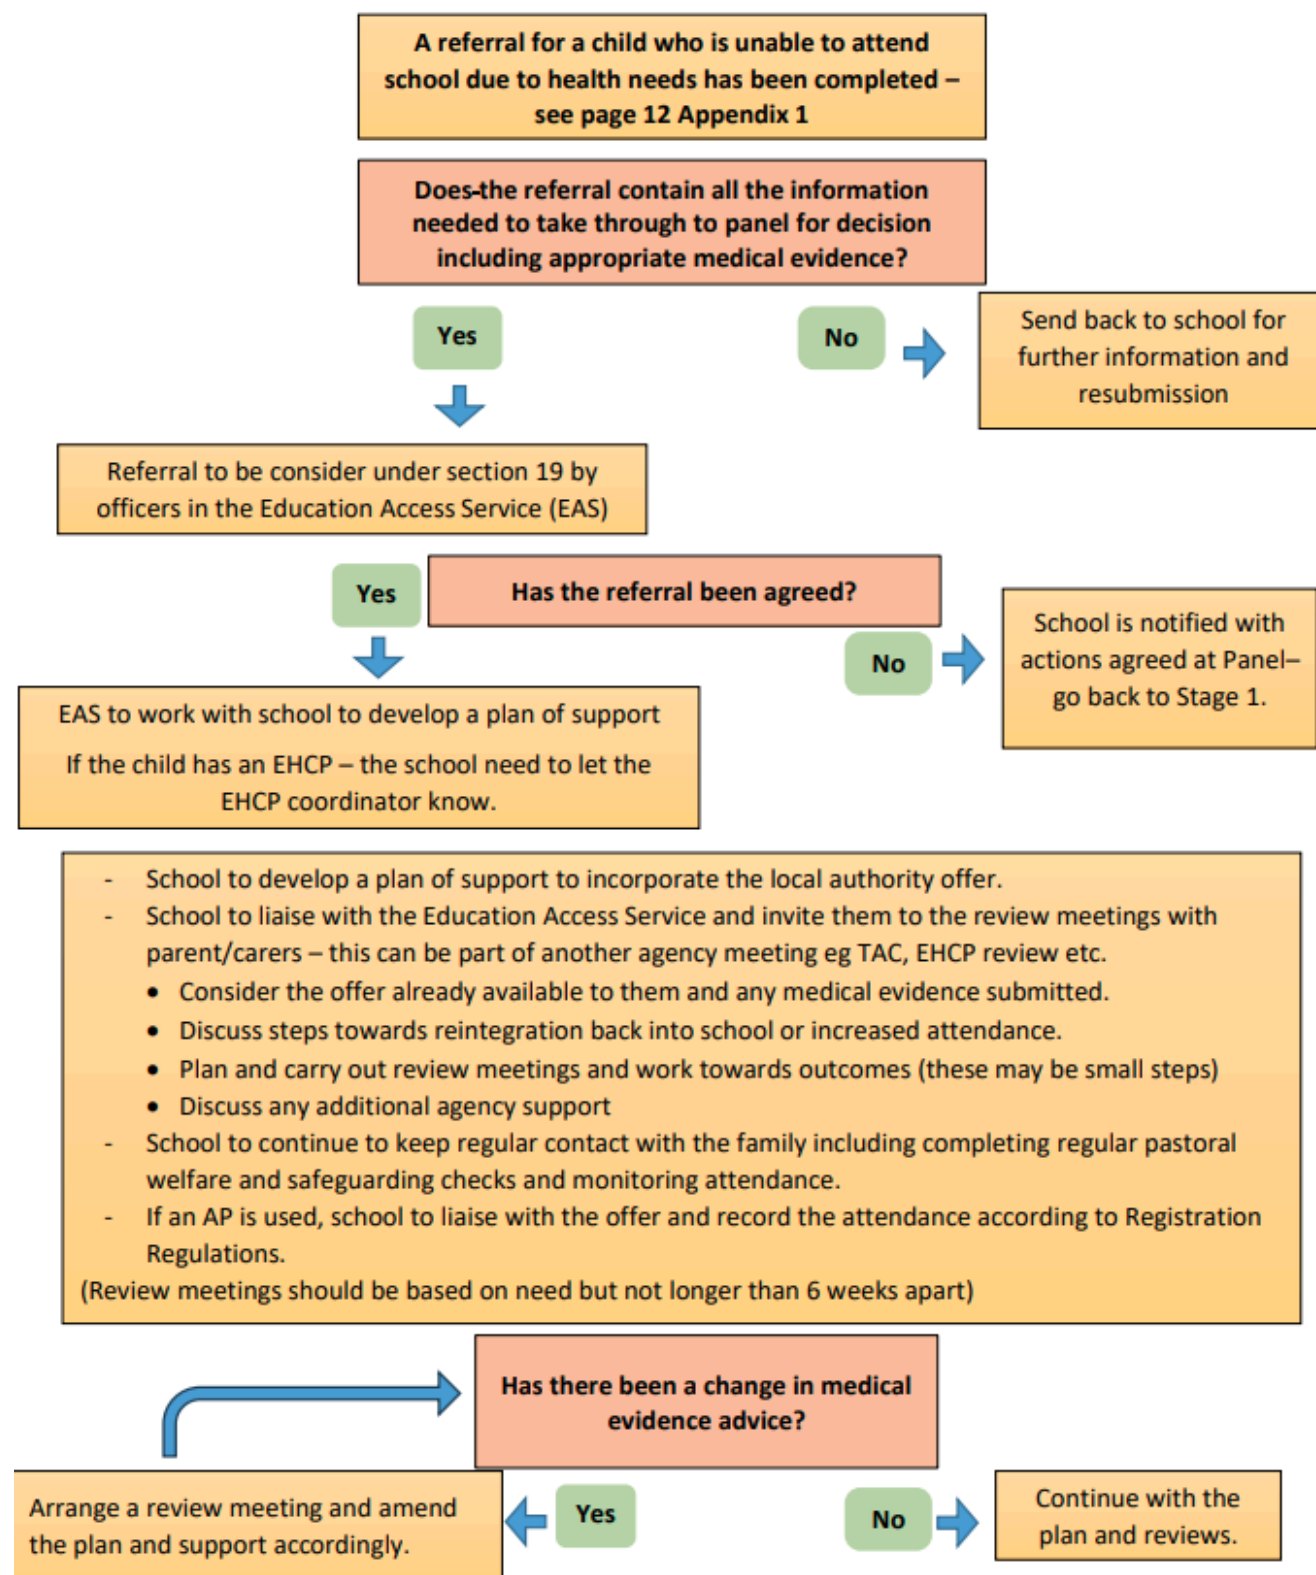 A referral for a child who is unable to attend
school due to health needs has been completed –
see page 12 Appendix 1
Does-the referral contain all the information
needed to take through to panel for decision
including appropriate medical evidence?
Yes
No
Send back to school for
further information and
resubmission
Referral to be consider under section 19 by
officers in the Education Access Service (EAS)
Yes
Has the referral been agreed?
No
School is notified with
actions agreed at Panel–
go back to Stage 1.
EAS to work with school to develop a plan of support
If the child has an EHCP – the school need to let the
EHCP coordinator know.
- School to develop a plan of support to incorporate the local authority offer.
- School to liaise with the Education Access Service and invite them to the review meetings with
parent/carers – this can be part of another agency meeting eg TAC, EHCP review etc.
• Consider the offer already available to them and any medical evidence submitted.
• Discuss steps towards reintegration back into school or increased attendance.
• Plan and carry out review meetings and work towards outcomes (these may be small steps)
• Discuss any additional agency support
- School to continue to keep regular contact with the family including completing regular pastoral
welfare and safeguarding checks and monitoring attendance.
- If an AP is used, school to liaise with the offer and record the attendance according to Registration
Regulations.
(Review meetings should be based on need but not longer than 6 weeks apart)
Has there been a change in medical
evidence advice?
Arrange a review meeting and amend
the plan and support accordingly.
Yes
No
Continue with the
plan and reviews.